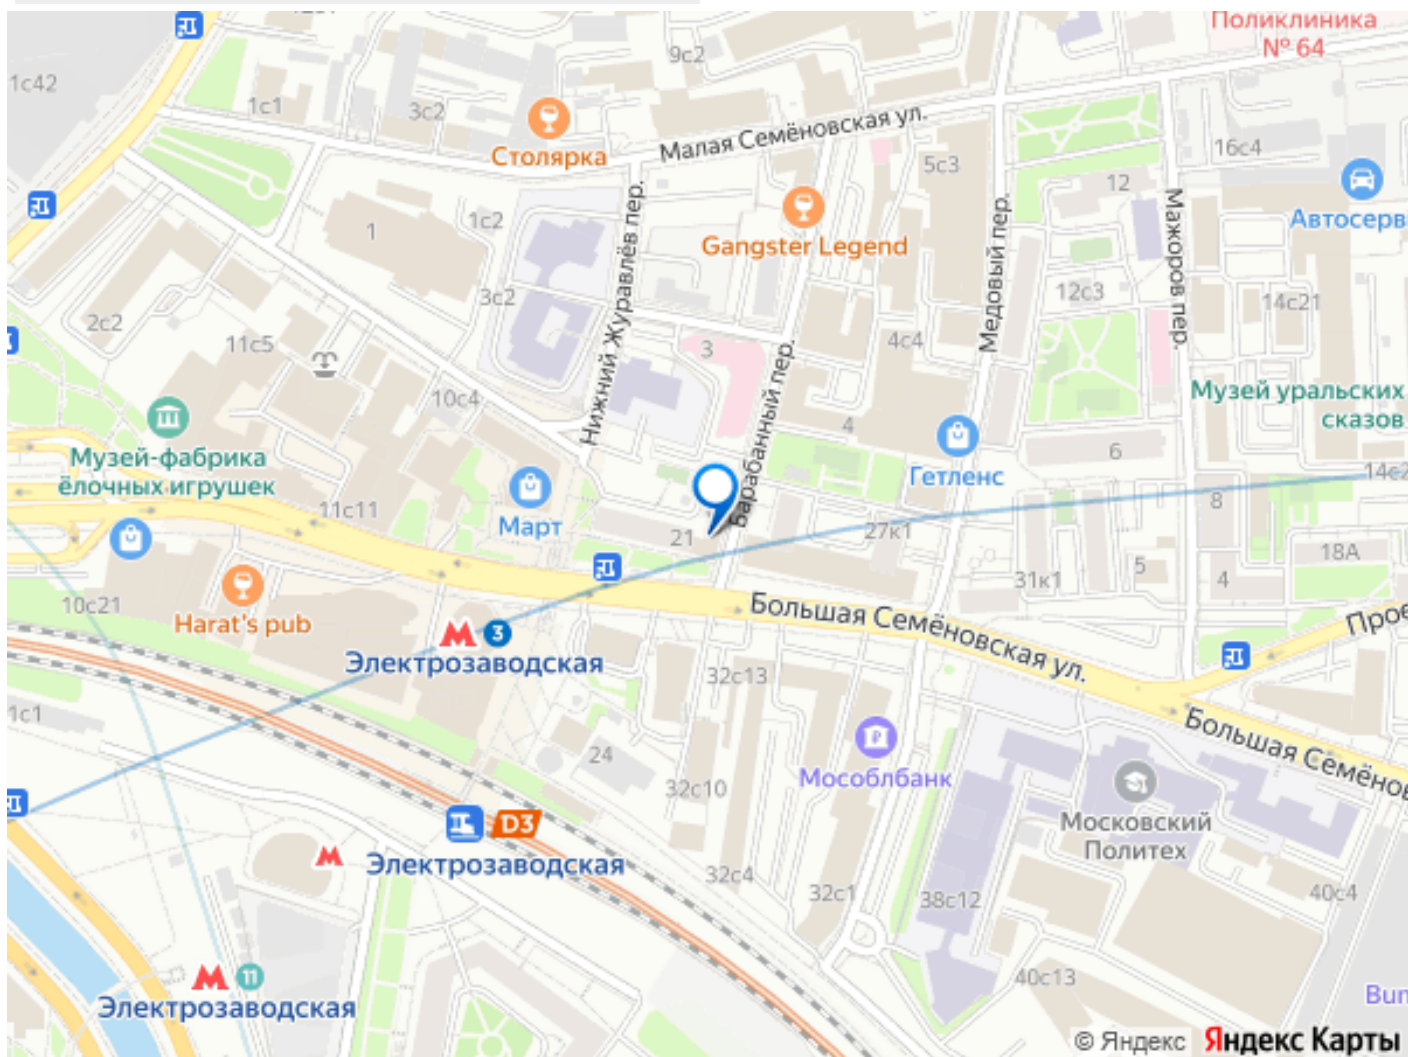 Поликлиника
№ 64
9с2
1с42
1с1
3с2
Столярка
Малая Семёновская ул.
5с3
16с4
12
Автосерв
1
1с2
Gangster Legend
Нижний Журавлёв пер.
Медовый пер.
Мажоров пер.
3с2
12с3
14с21
2с2
11с5
3
4с4
Барабанный пер.
10с4
Музей уральских
сказов
4
6
Музей-фабрика
ёлочных игрушек
Гетленс
14с2
8
11с11
Март
21
27к1
18А
5
31к1
4
10с21
Harat's pub
Большая Семёновская ул.
Прое
3
Электрозаводская
32с13
1с1
Большая Семёнов
24
Мособлбанк
32с10
D3
Московский
Политех
Электрозаводская
32с4
32с1
38с12
40с4
11
Электрозаводская
40с13
Bur
© Яндекс Яндекс Карты